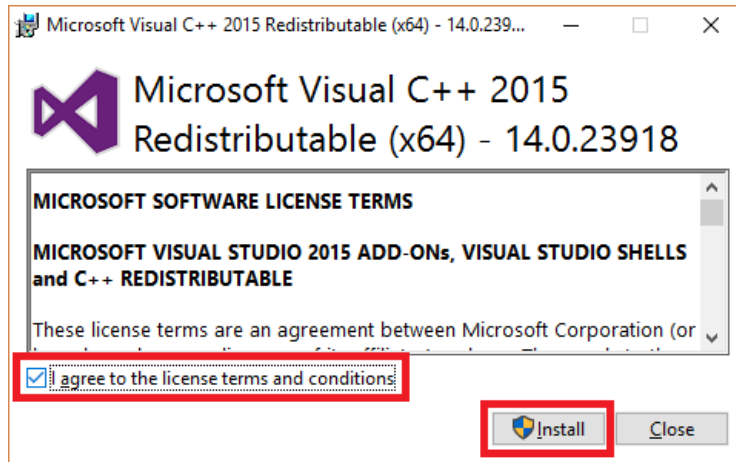 Microsoft Visual C++ 2015 Redistributable (x64) - 14.0.239...
Microsoft Visual C++ 2015
Redistributable (x64) - 14.0.23918
MICROSOFT SOFTWARE LICENSE TERMS
MICROSOFT VISUAL STUDIO 2015 ADD-ONs, VISUAL STUDIO SHELLS
and C++ REDISTRIBUTABLE
These license terms are an agreement between Microsoft Corporation (or
I agree to the license terms and conditions
Install
Close